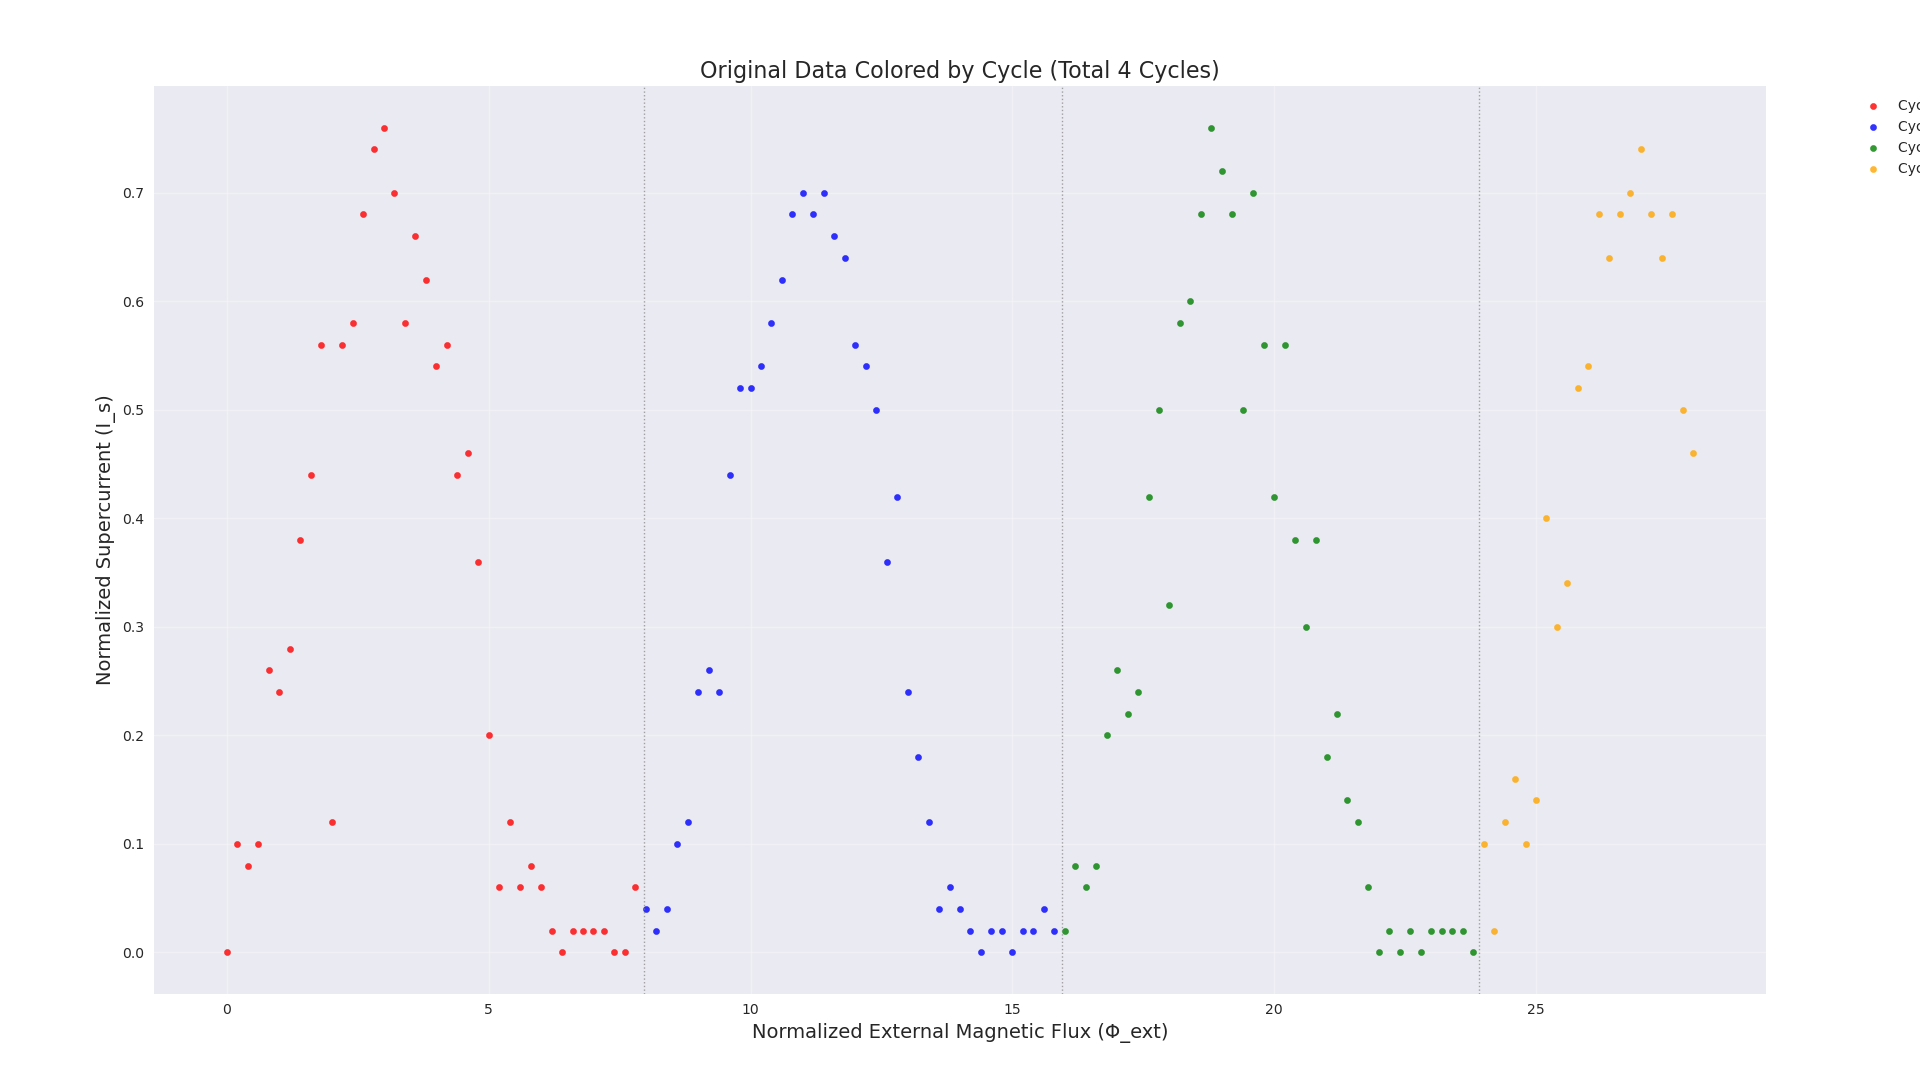 Original Data Colored by Cycle (Total 4 Cycles)
Cyc
Cyc
Cyc
Cyc
0.7
0.6
0.5
0.4
0.3
0.2
0.1
0.0
Normalized Supercurrent (I_s)
0 5 10 15 20 25
Normalized External Magnetic Flux (Φ_ext)